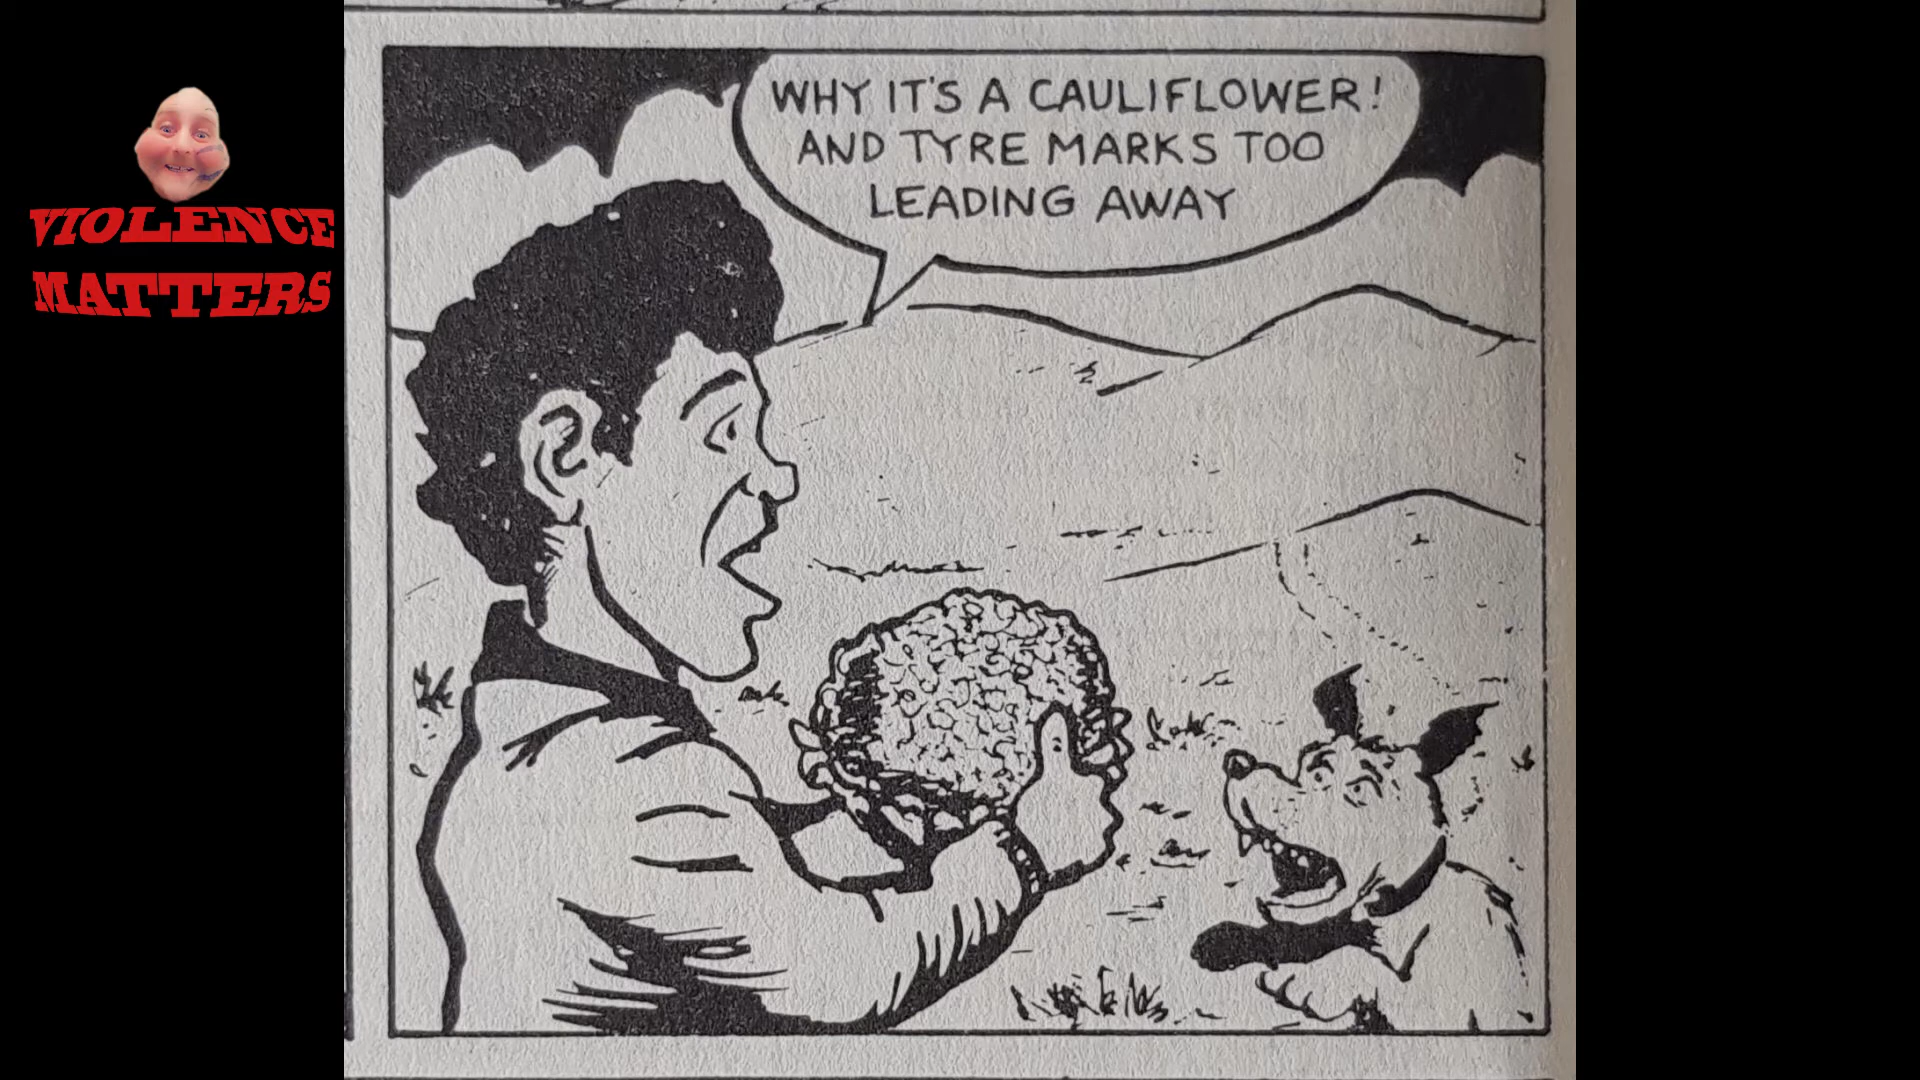 VIOLENCE
MATTERS
WHY IT'S A CAULIFLOWER!
AND TYRE MARKS TOO
LEADING AWAY